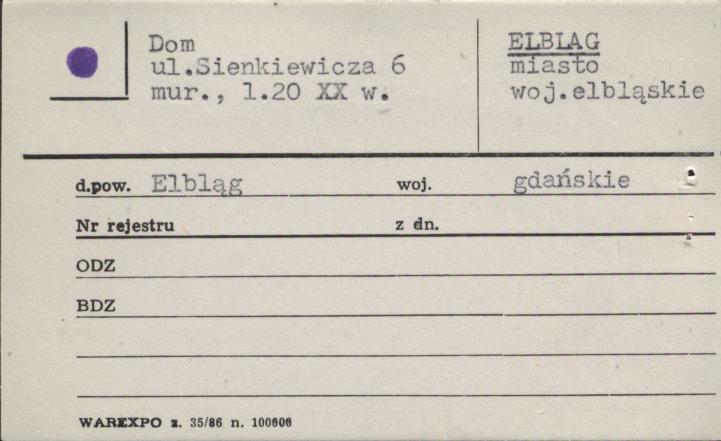 Dom
ul.Sienkiewicza 6
mur., l.20 XX w.
ELBLĄG
miasto
woj.elbląskie
d.pow. Elbląg woj. gdańskie
Nr rejestru z dn.
ODZ
BDZ
WAREXPO z. 35/86 n. 100000